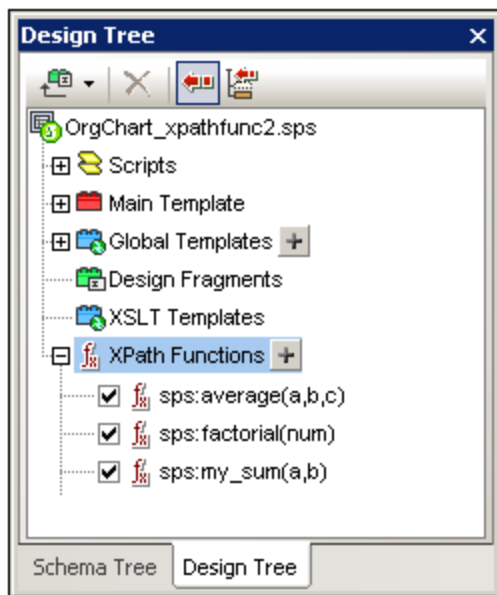 Design Tree
OrgChart_xpathfunc2.sps
Scripts
Main Template
Global Templates
Design Fragments
XSLT Templates
XPath Functions
sps:average(a,b,c)
sps:factorial(num)
sps:my_sum(a,b)
Schema Tree Design Tree